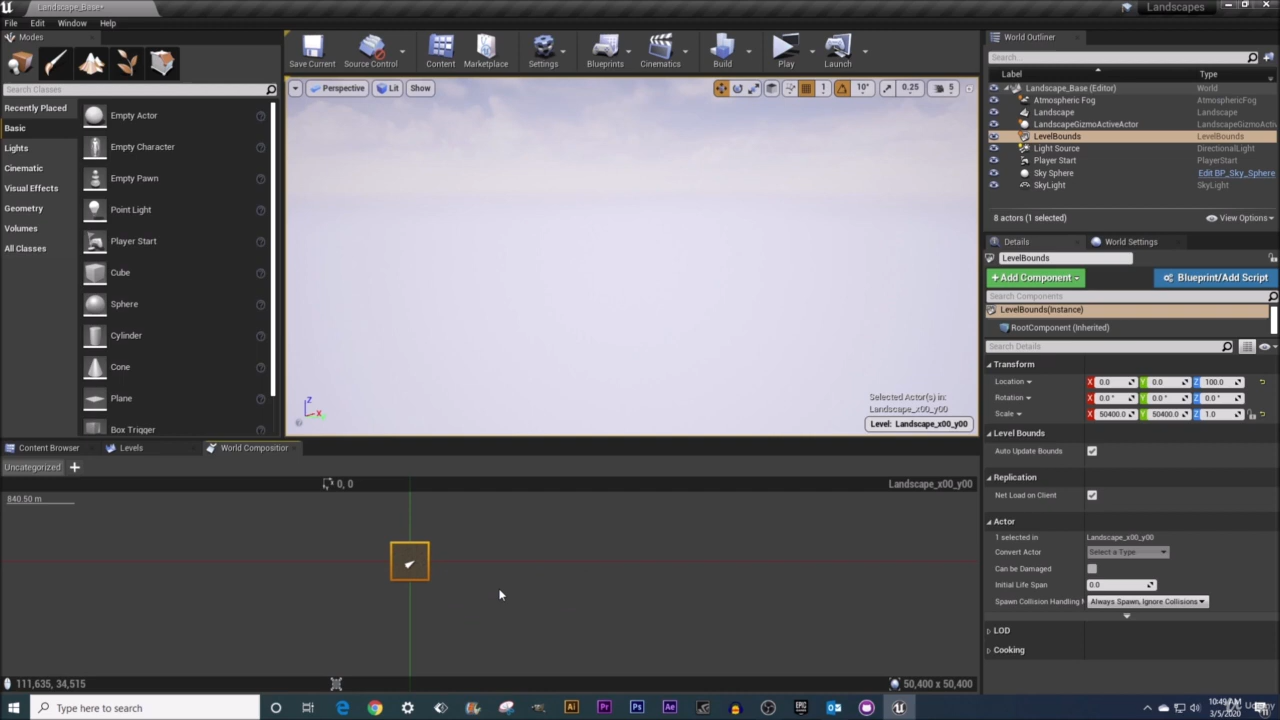 Landscape_Base*
Landscapes
File Edit Window Help
Modes
Search Classes
Recently Placed
Basic
Lights
Cinematic
Visual Effects
Geometry
Volumes
All Classes
Empty Actor
Empty Character
Empty Pawn
Point Light
Player Start
Cube
Sphere
Cylinder
Cone
Plane
Box Trigger
Save Current
Source Control
Content
Marketplace
Settings
Blueprints
Cinematics
Build
Play
Launch
Perspective Lit Show
1 10° 0.25 5
Z
X
Selected Actor(s) in:
Landscape_x00_y00
Level: Landscape_x00_y00
World Outliner
Search...
Label Type
Landscape_Base (Editor) World
Atmospheric Fog AtmosphericFog
Landscape Landscape
LandscapeGizmoActiveActor LandscapeGizmoActiv
LevelBounds LevelBounds
Light Source DirectionalLight
Player Start PlayerStart
Sky Sphere Edit BP_Sky_Sphere
SkyLight SkyLight
8 actors (1 selected) View Options
Details World Settings
LevelBounds
+Add Component Blueprint/Add Script
Search Components
LevelBounds(Instance)
RootComponent (Inherited)
Search Details
Transform
Location X 0.0 Y 0.0 Z 100.0
Rotation X 0.0 ° Y 0.0 ° Z 0.0 °
Scale X 50400.0 Y 50400.0 Z 1.0
Level Bounds
Auto Update Bounds
Replication
Net Load on Client
Actor
1 selected in Landscape_x00_y00
Convert Actor Select a Type
Can be Damaged
Initial Life Span 0.0
Spawn Collision Handling M Always Spawn, Ignore Collisions
LOD
Cooking
Content Browser Levels World Composition
Uncategorized +
0, 0 Landscape_x00_y00
840.50 m
111,635, 34,515 50,400 x 50,400
Type here to search
Ai Pr Ps Ae
10:49 AM
3/5/2020
Udemy